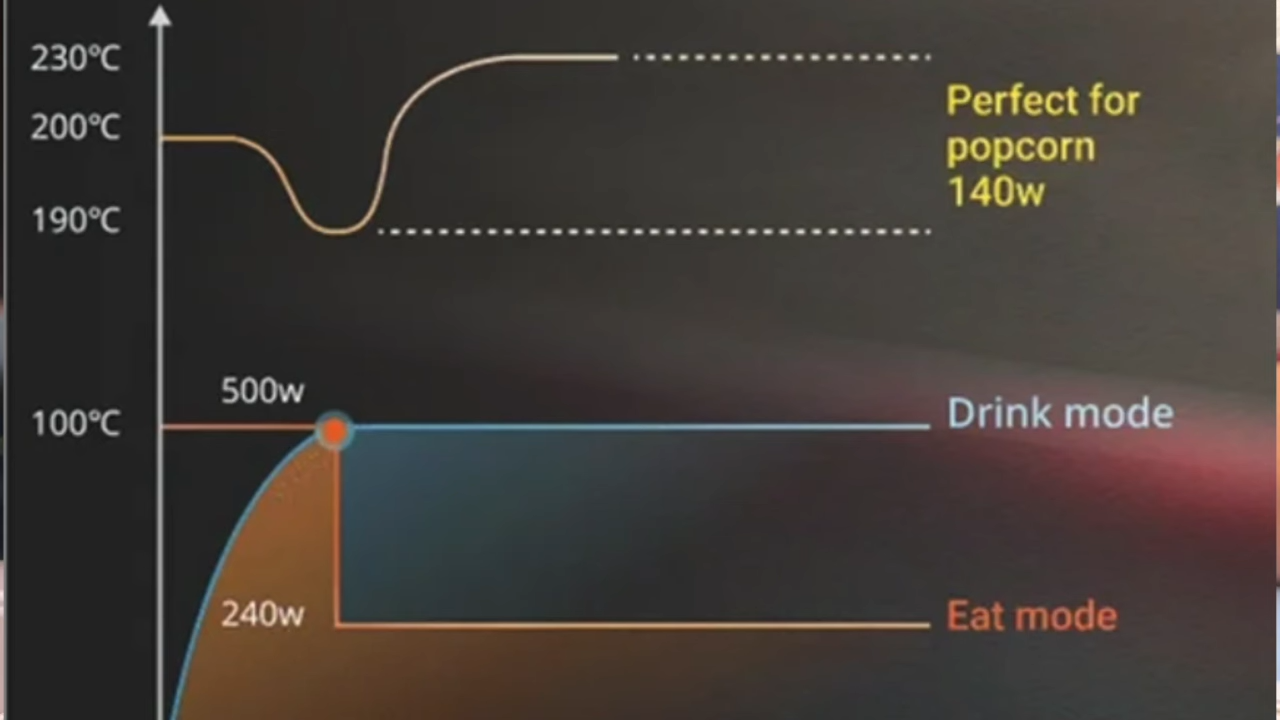 230℃
200℃
190℃
100℃
Perfect for
popcorn
140w
500w
Drink mode
240w
Eat mode